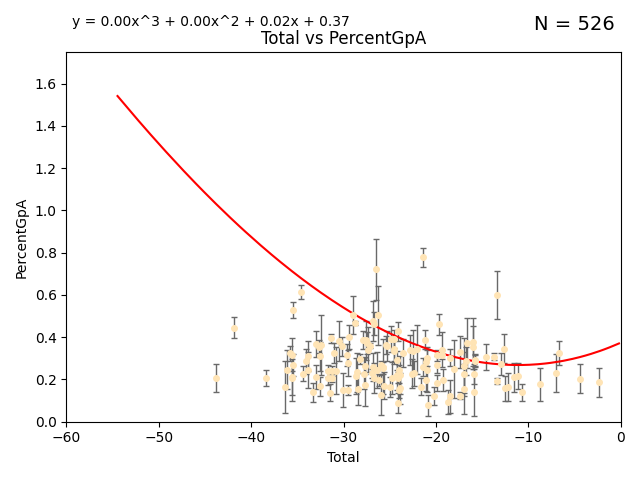 y = 0.00x^3 + 0.00x^2 + 0.02x + 0.37
N = 526
Total vs PercentGpA
PercentGpA
1.6
1.4
1.2
1.0
0.8
0.6
0.4
0.2
0.0
−60 −50 −40 −30 −20 −10 0
Total